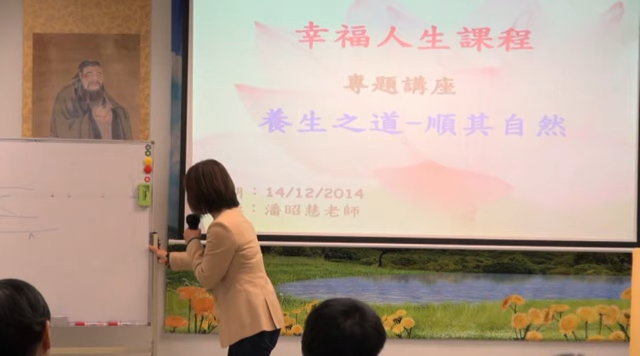 幸福人生課程
專題講座
養生之道-順其自然
：14/12/2014
：潘昭慧老師